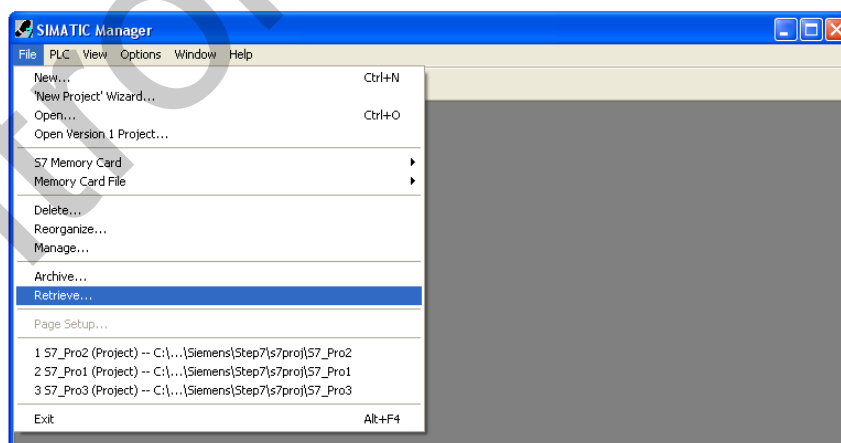 SIMATIC Manager
File PLC View Options Window Help
New... Ctrl+N
'New Project' Wizard...
Open... Ctrl+O
Open Version 1 Project...
S7 Memory Card
Memory Card File
Delete...
Reorganize...
Manage...
Archive...
Retrieve...
Page Setup...
1 S7_Pro2 (Project) -- C:\...\Siemens\Step7\s7proj\S7_Pro2
2 S7_Pro1 (Project) -- C:\...\Siemens\Step7\s7proj\S7_Pro1
3 S7_Pro3 (Project) -- C:\...\Siemens\Step7\s7proj\S7_Pro3
Exit Alt+F4